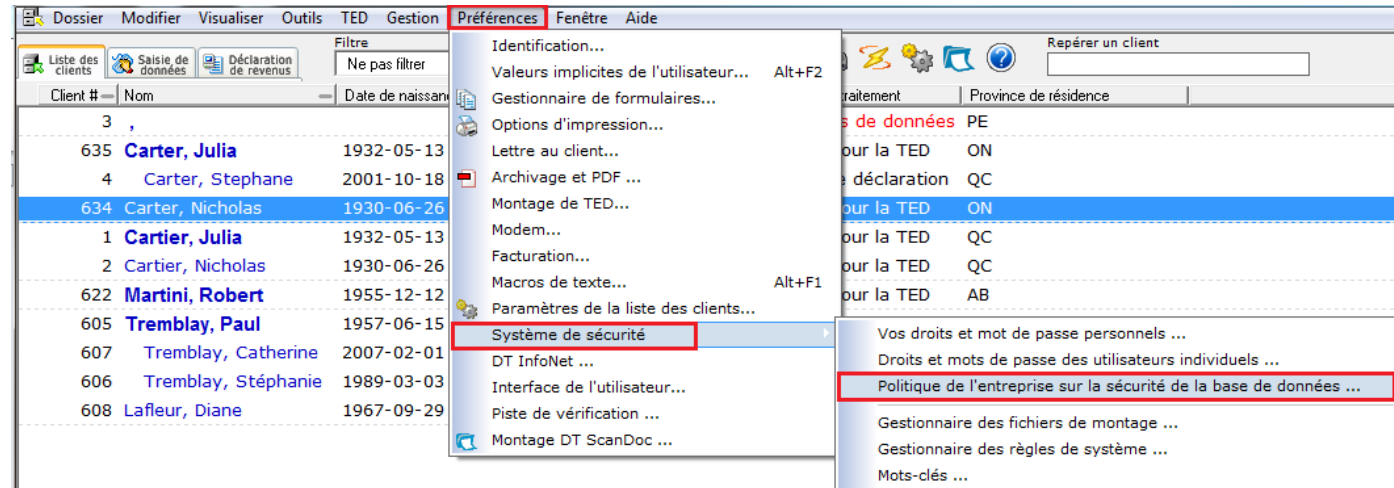 Dossier Modifier Visualiser Outils TED Gestion Préférences Fenêtre Aide
Liste des clients
Saisie de données
Déclaration de revenus
Filtre
Ne pas filtrer
Repérer un client
Client # Nom Date de naissan raitement Province de résidence
3 , s de données PE
635 Carter, Julia 1932-05-13 our la TED ON
4 Carter, Stephane 2001-10-18 déclaration QC
634 Carter, Nicholas 1930-06-26 our la TED ON
1 Cartier, Julia 1932-05-13 our la TED QC
2 Cartier, Nicholas 1930-06-26 our la TED QC
622 Martini, Robert 1955-12-12 our la TED AB
605 Tremblay, Paul 1957-06-15
607 Tremblay, Catherine 2007-02-01
606 Tremblay, Stéphanie 1989-03-03
608 Lafleur, Diane 1967-09-29
Identification...
Valeurs implicites de l'utilisateur... Alt+F2
Gestionnaire de formulaires...
Options d'impression...
Lettre au client...
Archivage et PDF ...
Montage de TED...
Modem...
Facturation...
Macros de texte... Alt+F1
Paramètres de la liste des clients...
Système de sécurité
DT InfoNet ...
Interface de l'utilisateur...
Piste de vérification ...
Montage DT ScanDoc ...
Vos droits et mot de passe personnels ...
Droits et mots de passe des utilisateurs individuels ...
Politique de l'entreprise sur la sécurité de la base de données ...
Gestionnaire des fichiers de montage ...
Gestionnaire des règles de système ...
Mots-clés ...